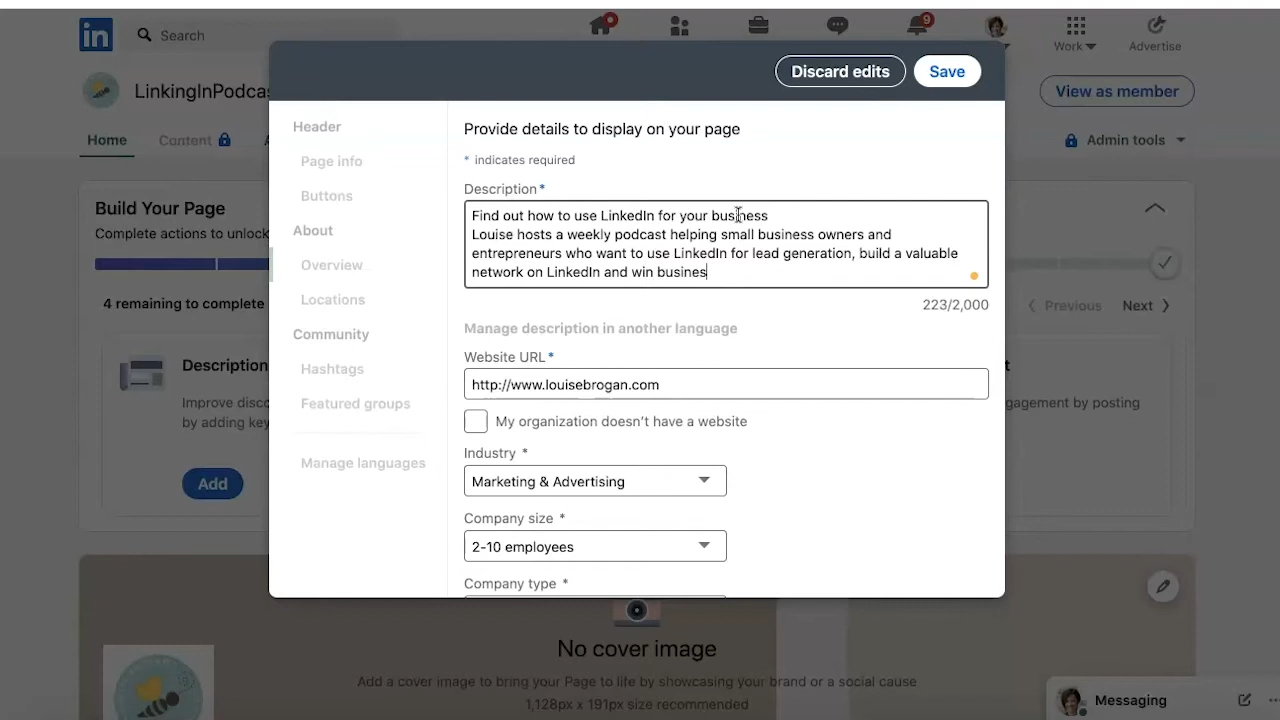 in
Search
9
Work
Advertise
LinkingInPodcas
View as member
Home
Content
Admin tools
Build Your Page
Complete actions to unlock
4 remaining to complete
Previous
Next
Description
Improve disco
by adding key
Add
t
gagement by posting
Discard edits
Save
Header
Page info
Buttons
About
Overview
Locations
Community
Hashtags
Featured groups
Manage languages
Provide details to display on your page
* indicates required
Description*
Find out how to use LinkedIn for your business
Louise hosts a weekly podcast helping small business owners and
entrepreneurs who want to use LinkedIn for lead generation, build a valuable
network on LinkedIn and win busines
223/2,000
Manage description in another language
Website URL*
http://www.louisebrogan.com
My organization doesn't have a website
Industry *
Marketing & Advertising
Company size *
2-10 employees
Company type *
No cover image
Add a cover image to bring your Page to life by showcasing your brand or a social cause
1,128px x 191px size recommended
Messaging